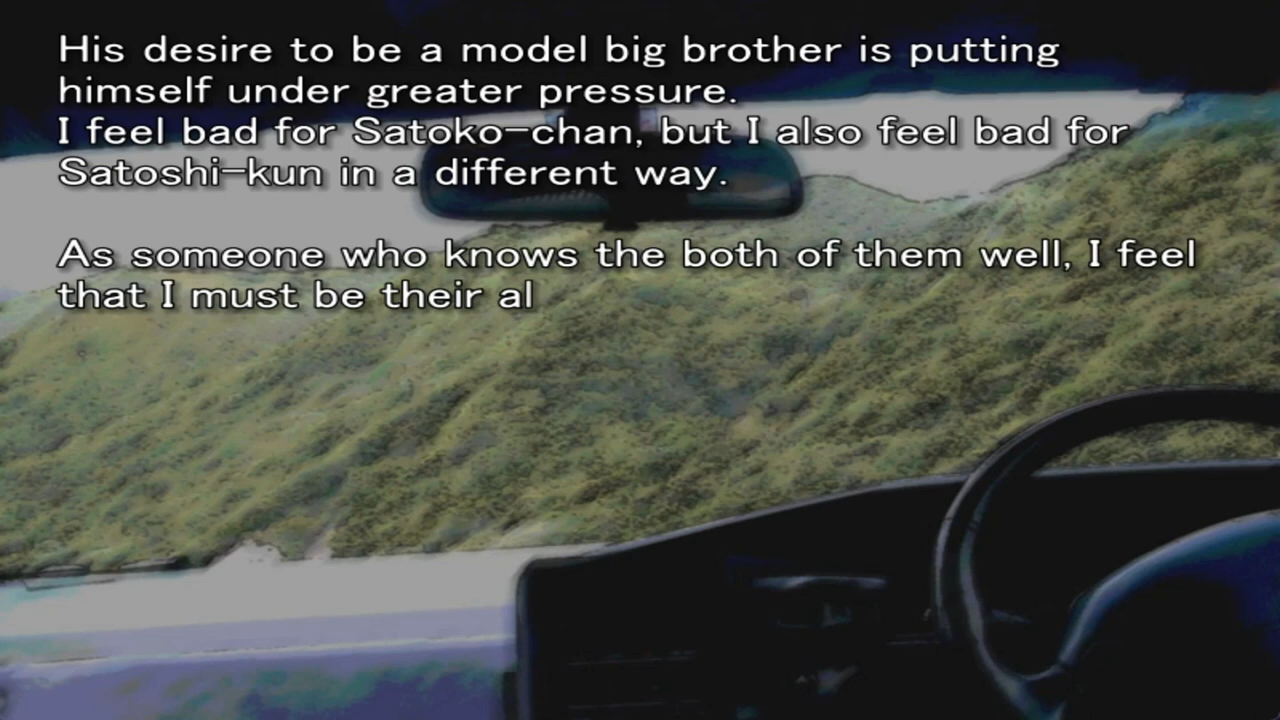 His desire to be a model big brother is putting
himself under greater pressure.
I feel bad for Satoko-chan, but I also feel bad for
Satoshi-kun in a different way.
As someone who knows the both of them well, I feel
that I must be their al